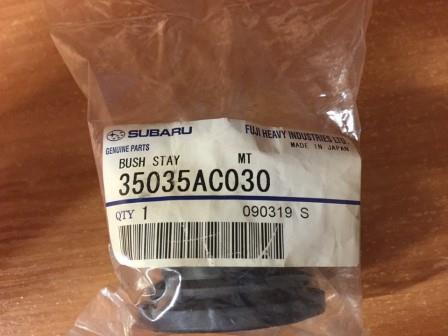 SUBARU
FUJI HEAVY INDUSTRIES LTD.
GENUINE PARTS
MADE IN JAPAN
BUSH STAY MT
35035AC030
QTY 1 090319 S